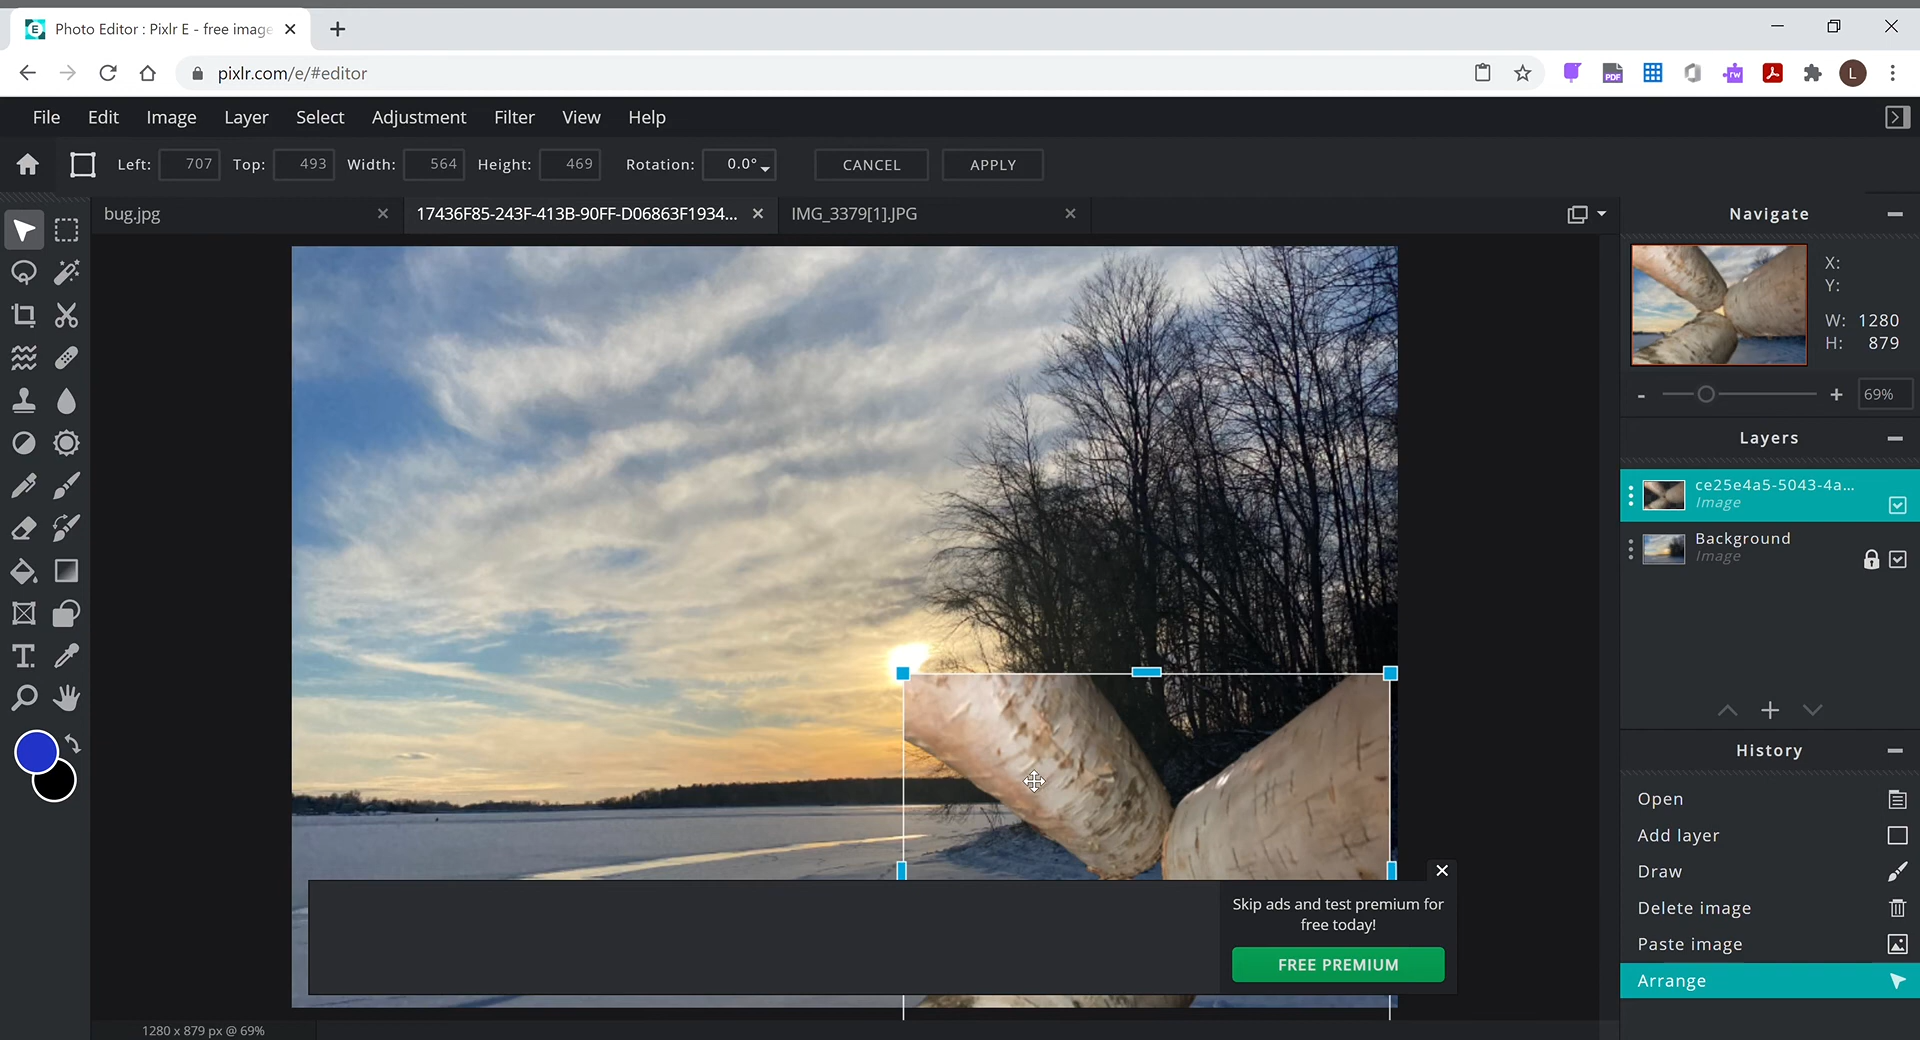 Photo Editor : Pixlr E - free image
pixlr.com/e/#editor
PDF
rw
L
File Edit Image Layer Select Adjustment Filter View Help
Left: 707 Top: 493 Width: 564 Height: 469 Rotation: 0.0° CANCEL APPLY
bug.jpg 17436F85-243F-413B-90FF-D06863F1934... IMG_3379[1].JPG
Navigate
X:
Y:
W: 1280
H: 879
- + 69%
Layers
ce25e4a5-5043-4a...
Image
Background
Image
History
Open
Add layer
Draw
Delete image
Paste image
Arrange
Skip ads and test premium for
free today!
FREE PREMIUM
1280 x 879 px @ 69%